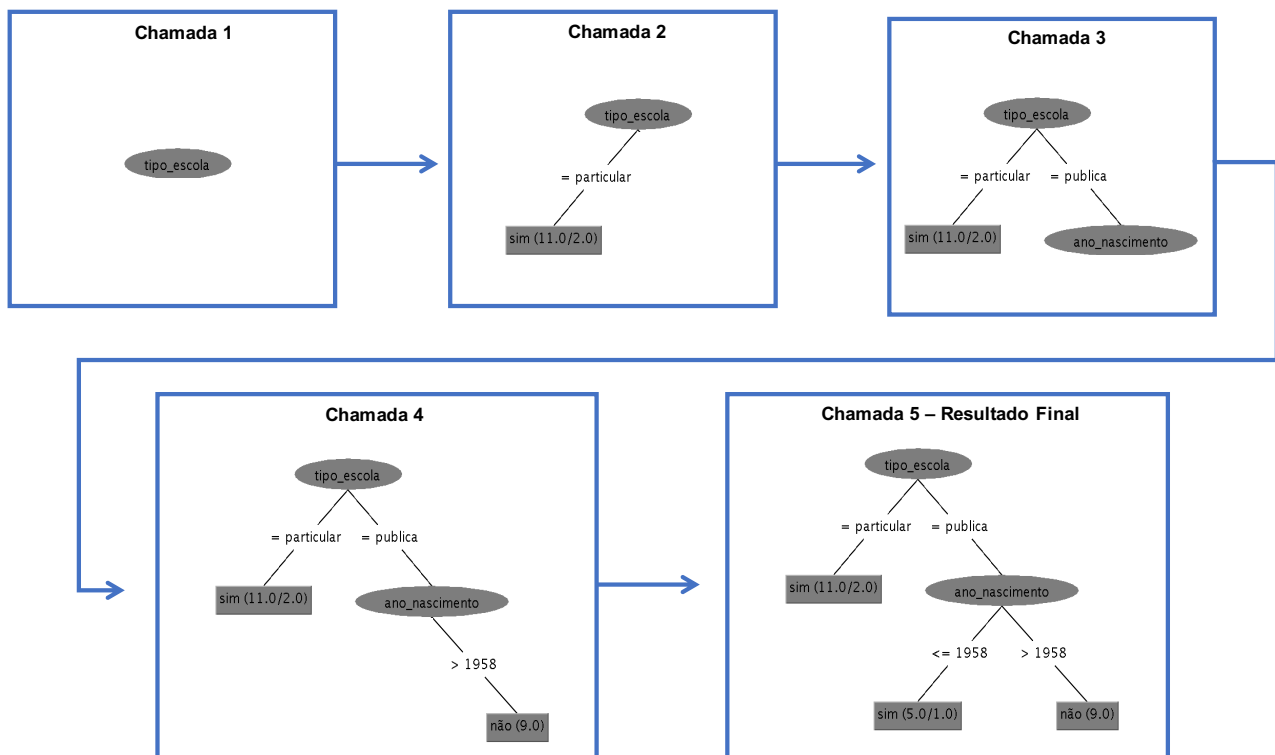 Chamada 1
tipo_escola
Chamada 2
tipo_escola
= particular
sim (11.0/2.0)
Chamada 3
tipo_escola
= particular = publica
sim (11.0/2.0) ano_nascimento
Chamada 4
tipo_escola
= particular = publica
sim (11.0/2.0) ano_nascimento
> 1958
não (9.0)
Chamada 5 – Resultado Final
tipo_escola
= particular = publica
sim (11.0/2.0) ano_nascimento
<= 1958 > 1958
sim (5.0/1.0) não (9.0)